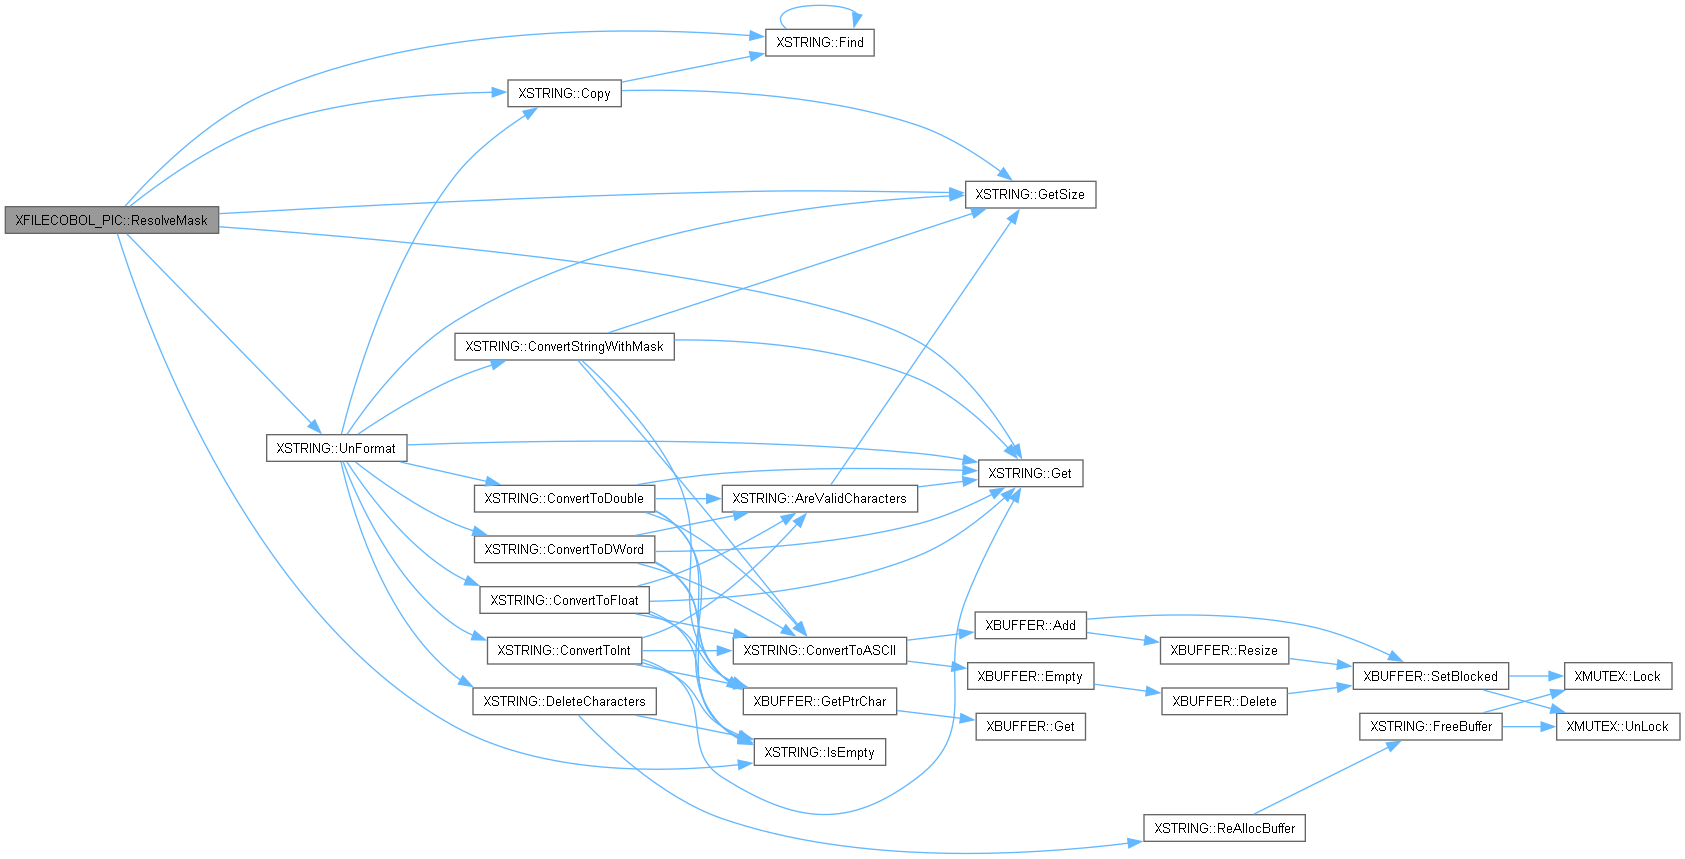 XSTRING::Find
XSTRING::Copy
XSTRING::GetSize
XFILECOBOL_PIC::ResolveMask
XSTRING::ConvertStringWithMask
XSTRING::UnFormat
XSTRING::Get
XSTRING::ConvertToDouble
XSTRING::AreValidCharacters
XSTRING::ConvertToDWord
XSTRING::ConvertToFloat
XBUFFER::Add
XSTRING::ConvertToInt
XSTRING::ConvertToASCII
XBUFFER::Resize
XBUFFER::Empty
XBUFFER::SetBlocked
XMUTEX::Lock
XSTRING::DeleteCharacters
XBUFFER::GetPtrChar
XBUFFER::Delete
XBUFFER::Get
XSTRING::FreeBuffer
XMUTEX::UnLock
XSTRING::IsEmpty
XSTRING::ReAllocBuffer